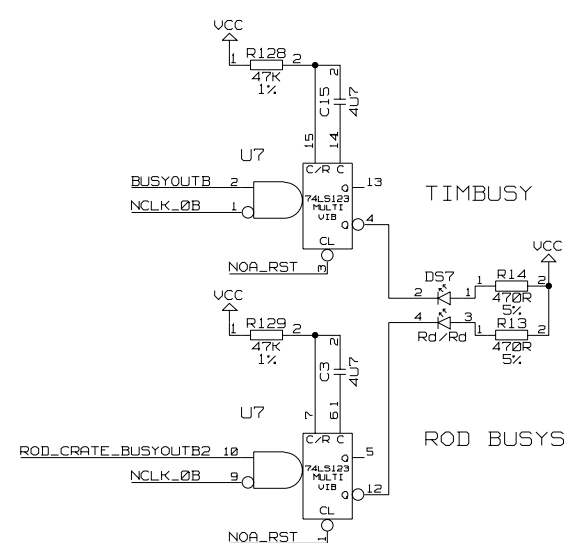 VCC
1 R128 2
47K
1%
2
C15
4U7
15
14
U7
C/R C
BUSYOUTB 2
Q 13
74LS123
MULTI
VIB
TIMBUSY
NCLK_0B 1
Q 4
CL
NOA_RST 3
VCC
DS7
1 R14 2
2 1
470R
5%
VCC
1 R129 2
47K
1%
4 3
Rd/Rd
1 R13 2
470R
5%
2
C3
4U7
7
6 1
U7
C/R C
ROD BUSYS
ROD_CRATE_BUSYOUTB2 10
Q 5
74LS123
MULTI
VIB
NCLK_0B 9
Q 12
CL
NOA_RST 1